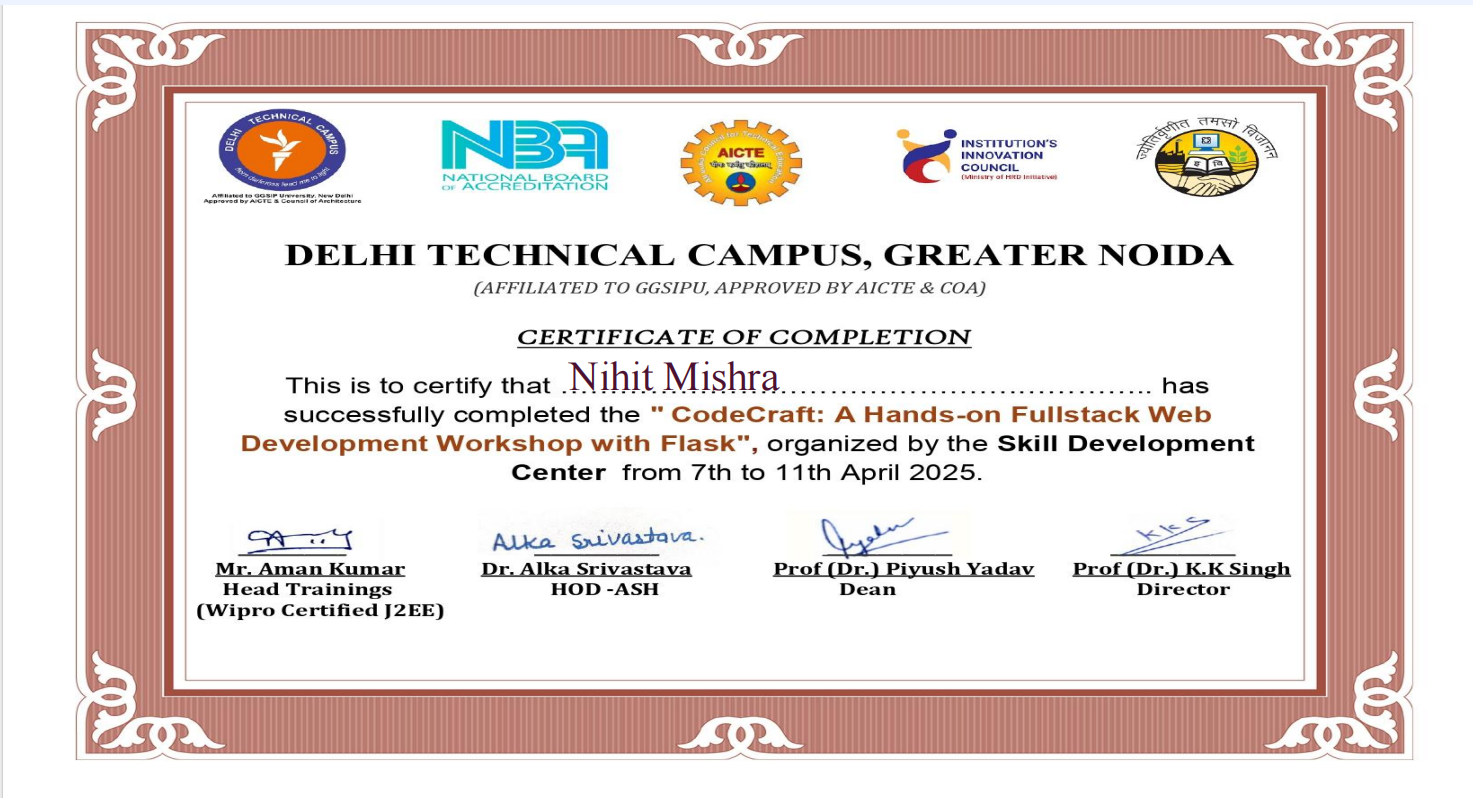 DELHI TECHNICAL CAMPUS
Affiliated to GGSIP University, New Delhi
Approved by AICTE & Council of Architecture
NBA
NATIONAL BOARD
OF ACCREDITATION
AICTE
INSTITUTION'S
INNOVATION
COUNCIL
(Ministry of HRD Initiative)
ज्योतिर्वृणीत तमसो विजानन
DELHI TECHNICAL CAMPUS, GREATER NOIDA
(AFFILIATED TO GGSIPU, APPROVED BY AICTE & COA)
CERTIFICATE OF COMPLETION
This is to certify that Nihit Mishra has
successfully completed the " CodeCraft: A Hands-on Fullstack Web
Development Workshop with Flask", organized by the Skill Development
Center from 7th to 11th April 2025.
Alka Srivastava.
KKS
Mr. Aman Kumar
Head Trainings
(Wipro Certified J2EE)
Dr. Alka Srivastava
HOD -ASH
Prof (Dr.) Piyush Yadav
Dean
Prof (Dr.) K.K Singh
Director